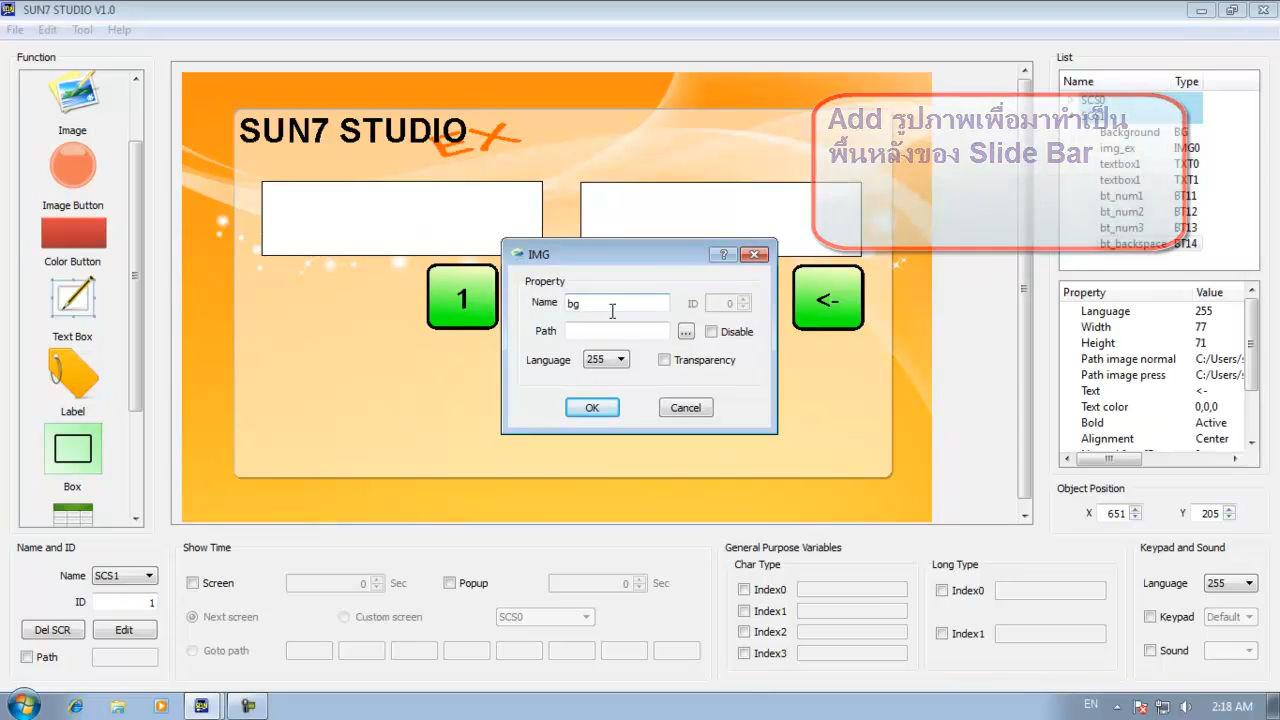 SUN7 STUDIO V1.0
File Edit Tool Help
Function
Image
Image Button
Color Button
Text Box
Label
Box
SUN7 STUDIO
EX
1
<-
Add รูปภาพเพื่อมาทำเป็น
พื้นหลังของ Slide Bar
IMG
Property
Name bg ID 0
Path ... Disable
Language 255 Transparency
OK Cancel
List
Name Type
SCS0
Background BG
img_ex IMG0
textbox1 TXT0
textbox1 TXT1
bt_num1 BT11
bt_num2 BT12
bt_num3 BT13
bt_backspace BT14
Property Value
Language 255
Width 77
Height 71
Path image normal C:/Users/s
Path image press C:/Users/s
Text <-
Text color 0,0,0
Bold Active
Alignment Center
Object Position
X 651 Y 205
Name and ID
Name SCS1
ID 1
Del SCR Edit
Path
Show Time
Screen 0 Sec Popup 0 Sec
Next screen Custom screen SCS0
Goto path
General Purpose Variables
Char Type Long Type
Index0 Index0
Index1
Index2 Index1
Index3
Keypad and Sound
Language 255
Keypad Default
Sound
EN 2:18 AM